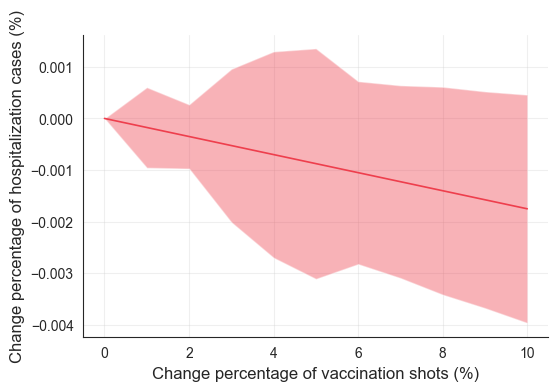 Change percentage of hospitalization cases (%)
0.001
0.000
−0.001
−0.002
−0.003
−0.004
0 2 4 6 8 10
Change percentage of vaccination shots (%)